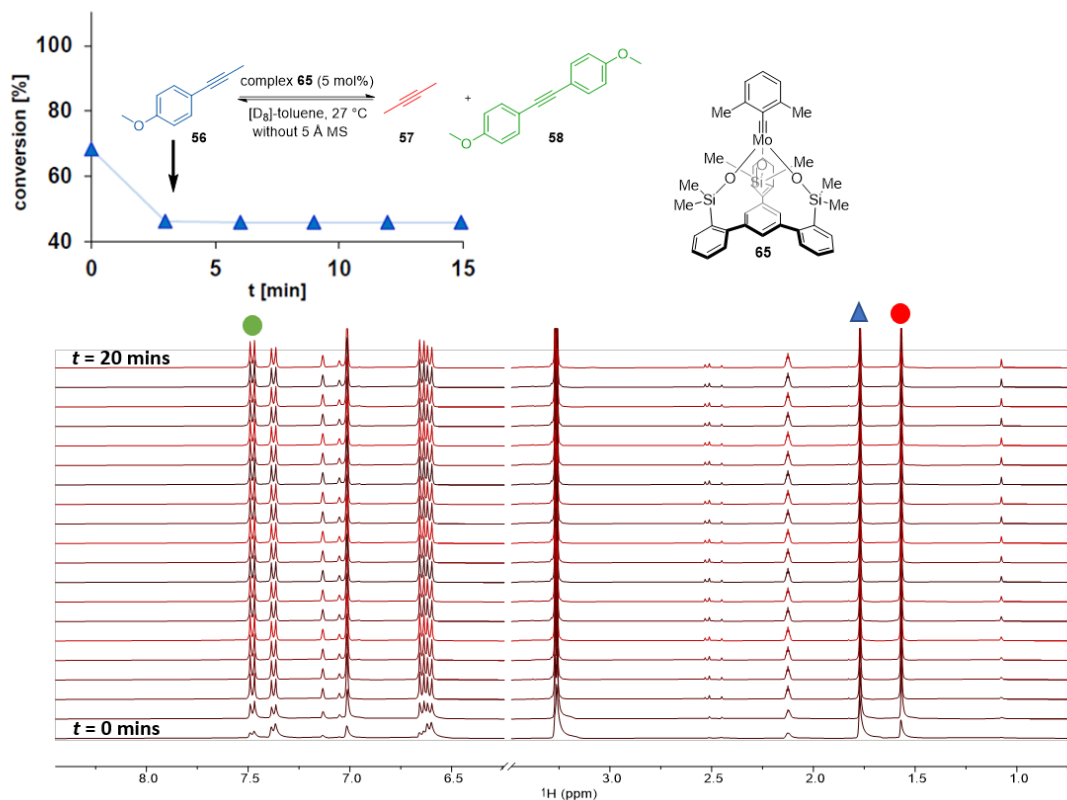 100
80
60
40
conversion [%]
0
5
10
15
t [min]
O
56
complex 65 (5 mol%)
[D₈]-toluene, 27 °C
without 5 Å MS
57
+
O
O
58
Me
Me
Mo
Me
Me
O
Si
O
O
Me
Me
Si
Me
Me
Si
65
t = 20 mins
t = 0 mins
8.0
7.5
7.0
6.5
3.0
2.5
2.0
1.5
1.0
¹H (ppm)